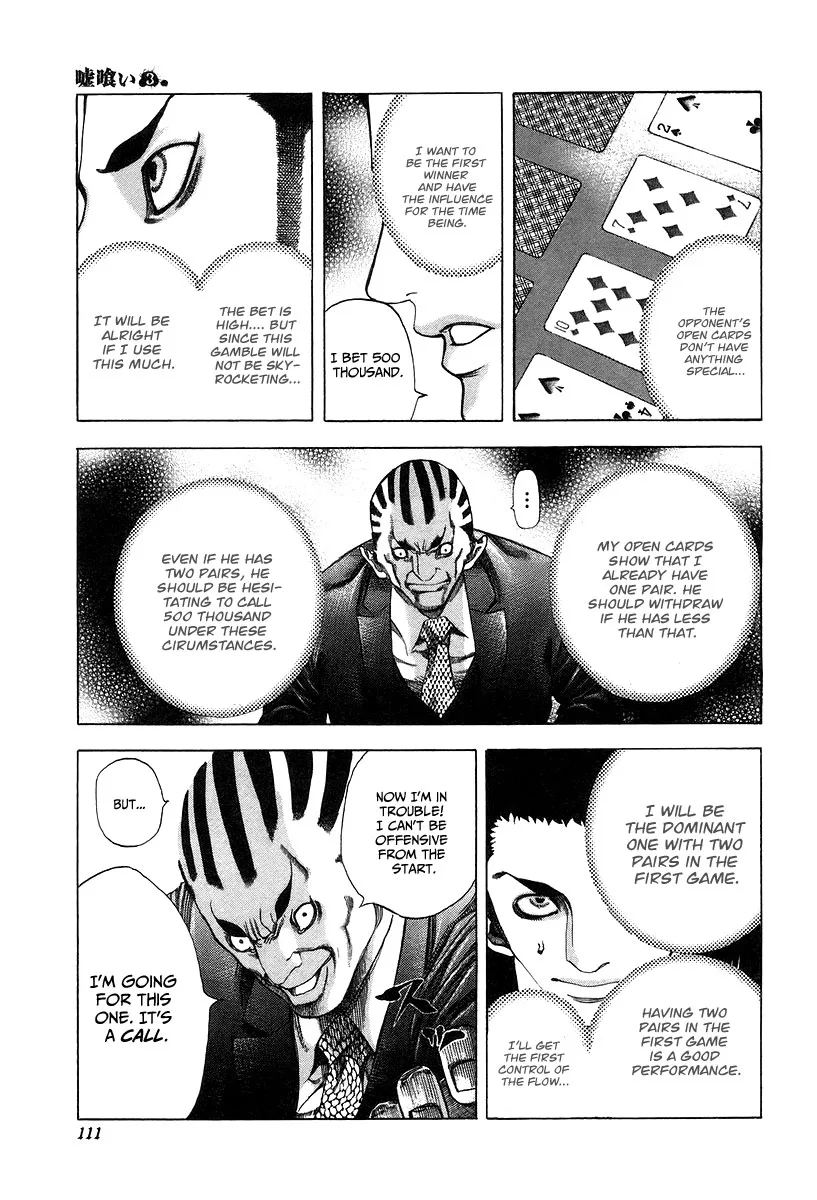 嘘喰い③。
THE
OPPONENT'S
OPEN CARDS
DON'T HAVE
ANYTHING
SPECIAL...
2
7
7
10
4
I WANT TO
BE THE FIRST
WINNER
AND HAVE
THE INFLUENCE
FOR THE TIME
BEING.
I BET 500
THOUSAND.
THE BET IS
HIGH.... BUT
SINCE THIS
GAMBLE WILL
NOT BE SKY-
ROCKETING...
IT WILL BE
ALRIGHT
IF I USE
THIS MUCH.
...
MY OPEN CARDS
SHOW THAT I
ALREADY HAVE
ONE PAIR. HE
SHOULD WITHDRAW
IF HE HAS LESS
THAN THAT.
EVEN IF HE HAS
TWO PAIRS, HE
SHOULD BE HESI-
TATING TO CALL
500 THOUSAND
UNDER THESE
CIRUMSTANCES.
I WILL BE
THE DOMINANT
ONE WITH TWO
PAIRS IN THE
FIRST GAME.
HAVING TWO
PAIRS IN THE
FIRST GAME
IS A GOOD
PERFORMANCE.
I'LL GET
THE FIRST
CONTROL OF
THE FLOW...
NOW I'M IN
TROUBLE!
I CAN'T BE
OFFENSIVE
FROM THE
START.
BUT...
I'M GOING
FOR THIS
ONE. IT'S
A CALL.
ズッ
111